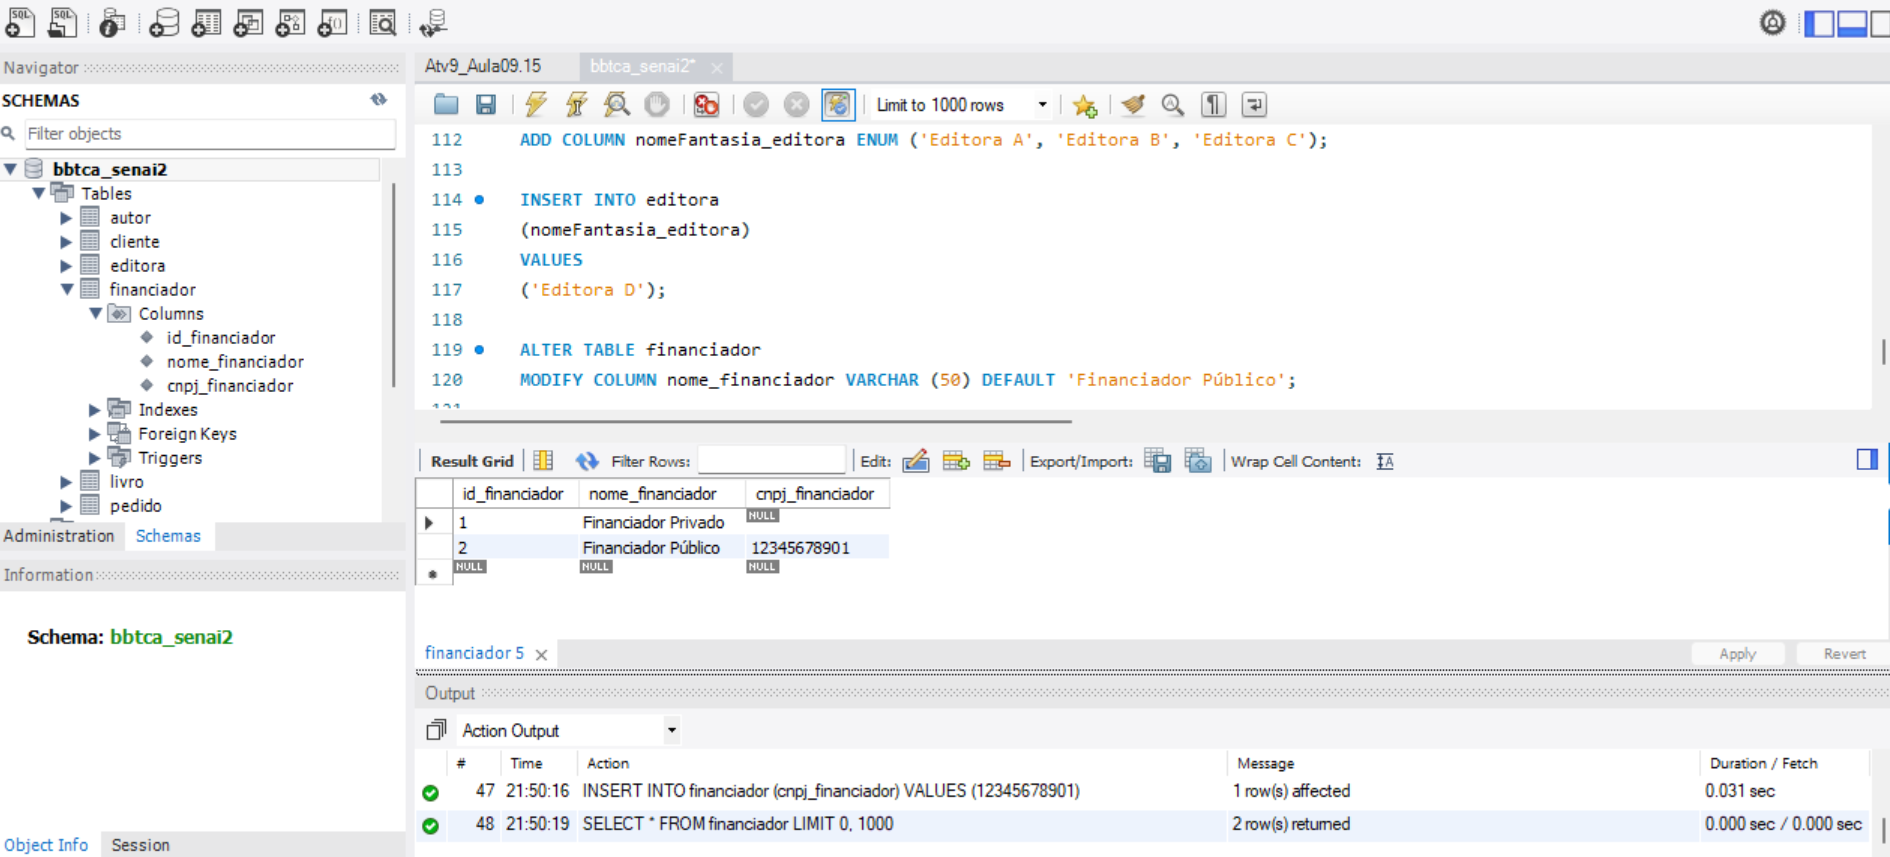 Navigator
SCHEMAS
Filter objects
bbtca_senai2
Tables
autor
cliente
editora
financiador
Columns
id_financiador
nome_financiador
cnpj_financiador
Indexes
Foreign Keys
Triggers
livro
pedido
Administration Schemas
Information
Schema: bbtca_senai2
Object Info Session
Atv9_Aula09.15 bbtca_senai2*
Limit to 1000 rows
112 ADD COLUMN nomeFantasia_editora ENUM ('Editora A', 'Editora B', 'Editora C');
113
114 INSERT INTO editora
115 (nomeFantasia_editora)
116 VALUES
117 ('Editora D');
118
119 ALTER TABLE financiador
120 MODIFY COLUMN nome_financiador VARCHAR (50) DEFAULT 'Financiador Público';
121
Result Grid Filter Rows: Edit: Export/Import: Wrap Cell Content:
id_financiador nome_financiador cnpj_financiador
1 Financiador Privado NULL
2 Financiador Público 12345678901
NULL NULL NULL
financiador 5 Apply Revert
Output
Action Output
# Time Action Message Duration / Fetch
47 21:50:16 INSERT INTO financiador (cnpj_financiador) VALUES (12345678901) 1 row(s) affected 0.031 sec
48 21:50:19 SELECT * FROM financiador LIMIT 0, 1000 2 row(s) returned 0.000 sec / 0.000 sec